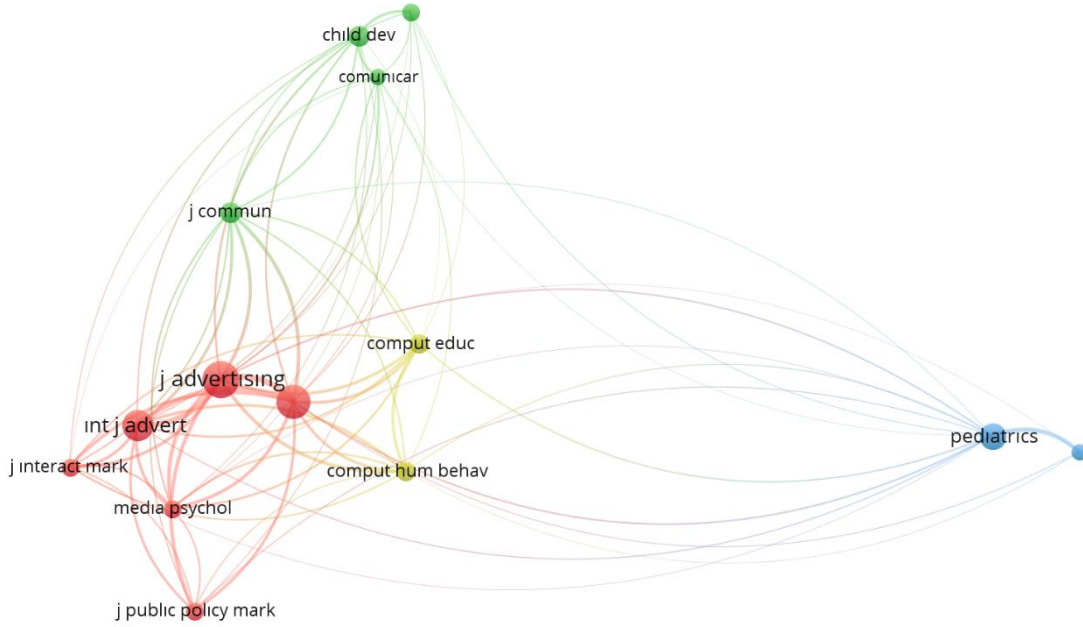 child dev
comunicar
j commun
comput educ
j advertising
int j advert
pediatrics
j interact mark
comput hum behav
media psychol
j public policy mark